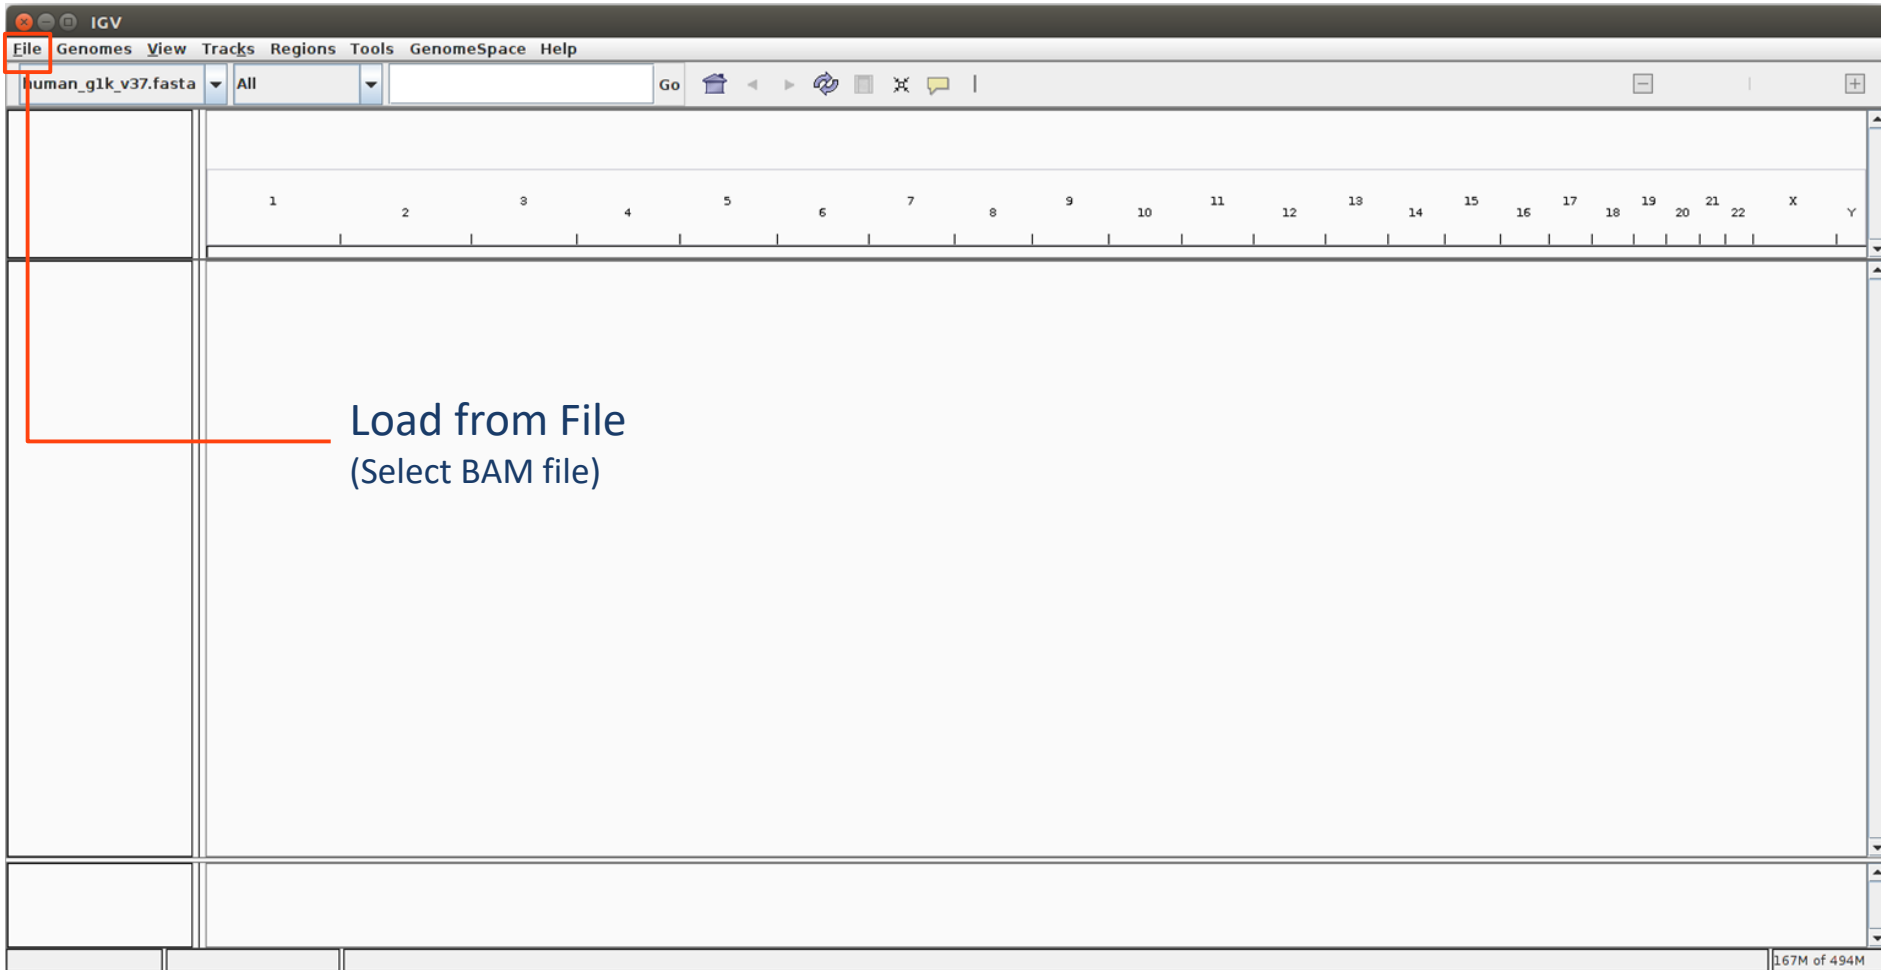 IGV
File Genomes View Tracks Regions Tools GenomeSpace Help
human_g1k_v37.fasta All Go
1 2 3 4 5 6 7 8 9 10 11 12 13 14 15 16 17 18 19 20 21 22 X Y
Load from File
(Select BAM file)
167M of 494M